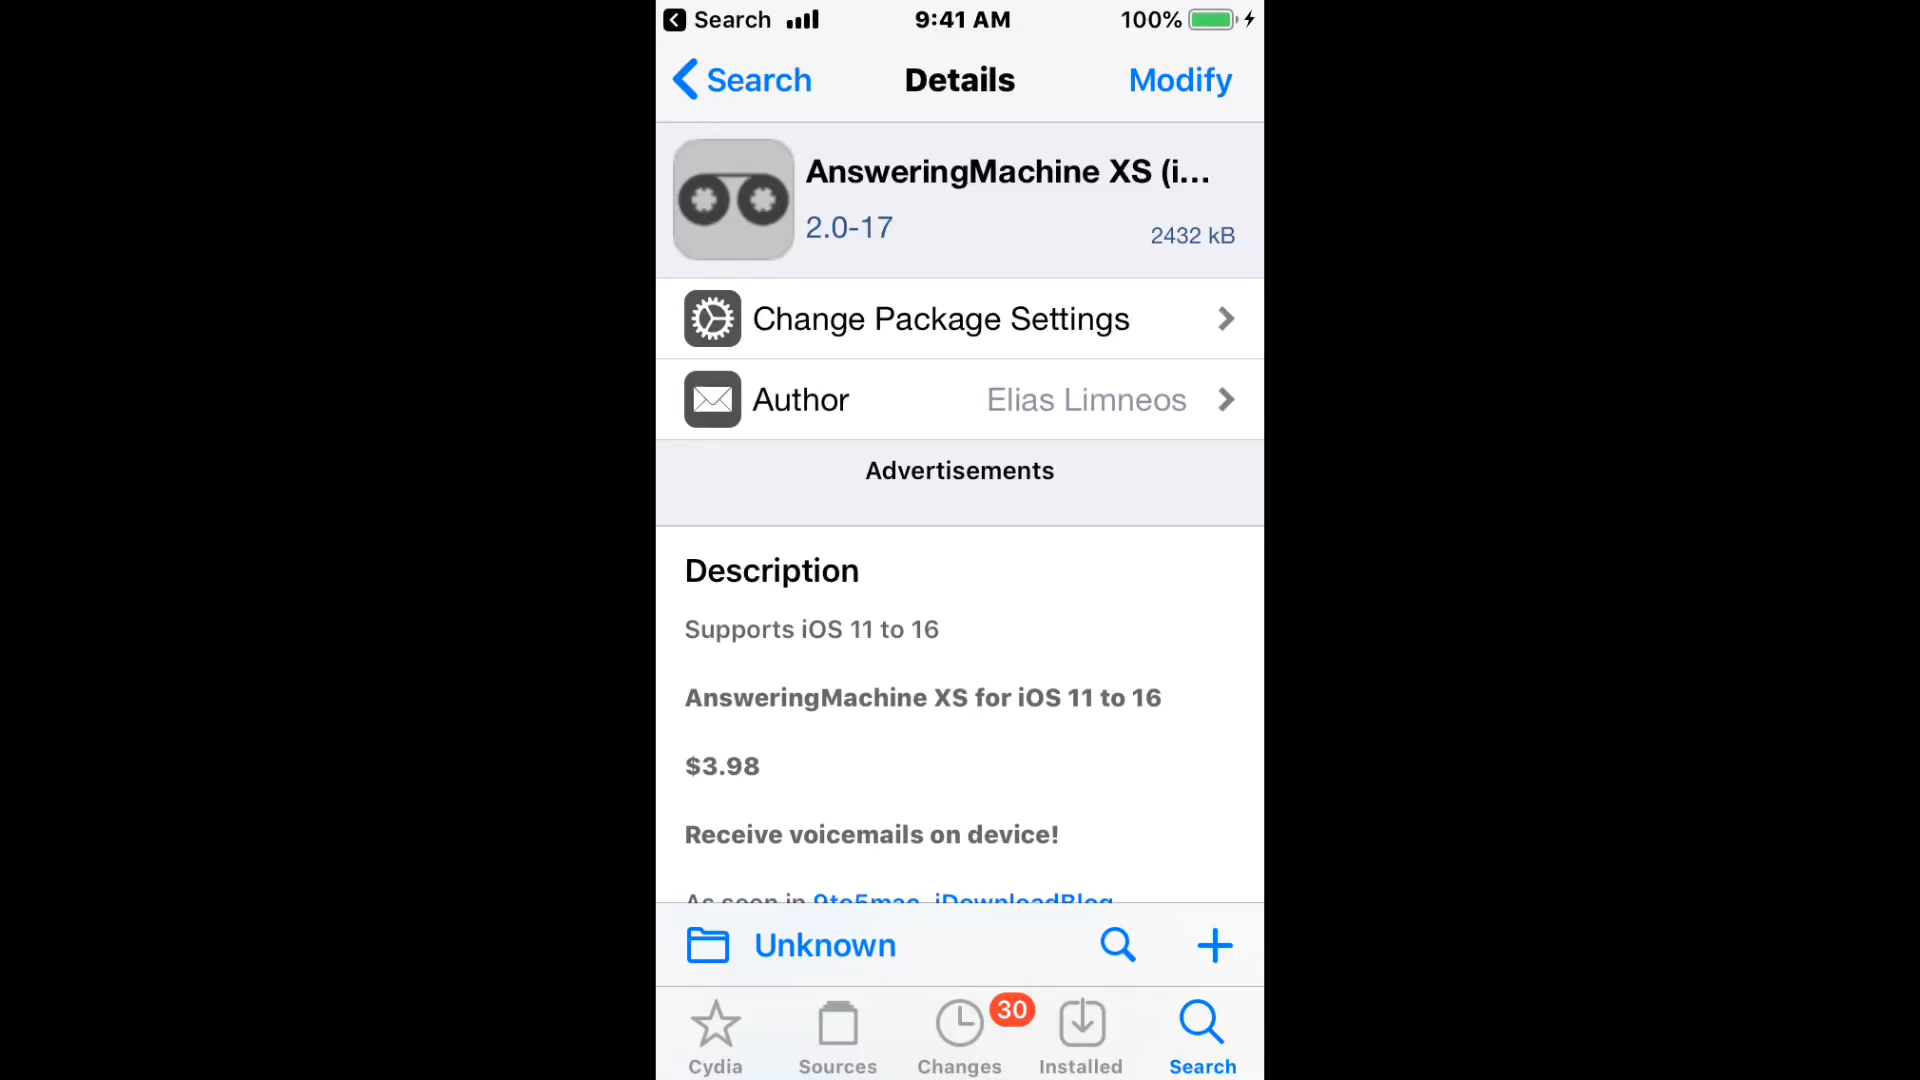 Search 9:41 AM 100%
Search Details Modify
AnsweringMachine XS (i...
2.0-17 2432 kB
Change Package Settings
Author Elias Limneos
Advertisements
Description
Supports iOS 11 to 16
AnsweringMachine XS for iOS 11 to 16
$3.98
Receive voicemails on device!
As seen in 9to5mac, iDownloadBlog
Unknown
30
Cydia Sources Changes Installed Search